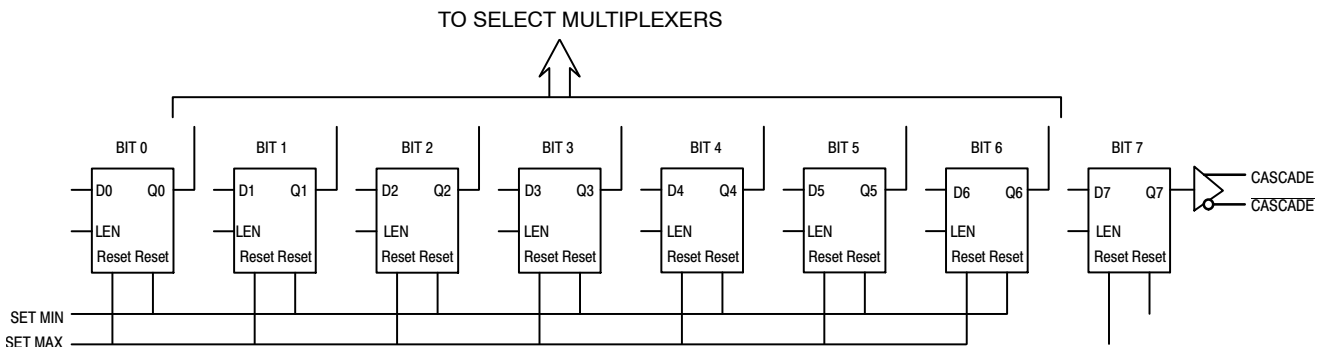 TO SELECT MULTIPLEXERS
BIT 0 BIT 1 BIT 2 BIT 3 BIT 4 BIT 5 BIT 6 BIT 7
D0 Q0 D1 Q1 D2 Q2 D3 Q3 D4 Q4 D5 Q5 D6 Q6 D7 Q7
CASCADE
CASCADE
LEN LEN LEN LEN LEN LEN LEN LEN
Reset Reset Reset Reset Reset Reset Reset Reset Reset Reset Reset Reset Reset Reset Reset Reset
SET MIN
SET MAX